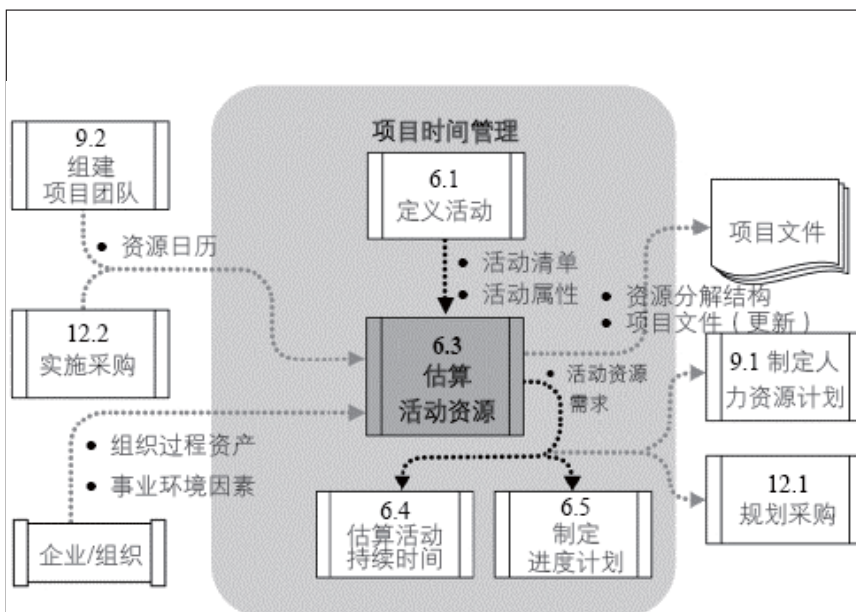 项目时间管理
9.2
组建
项目团队
6.1
定义活动
项目文件
• 资源日历
• 活动清单
• 活动属性
• 资源分解结构
• 项目文件（更新）
12.2
实施采购
6.3
估算
活动资源
• 活动资源
需求
9.1 制定人
力资源计划
• 组织过程资产
• 事业环境因素
企业/组织
6.4
估算活动
持续时间
6.5
制定
进度计划
12.1
规划采购